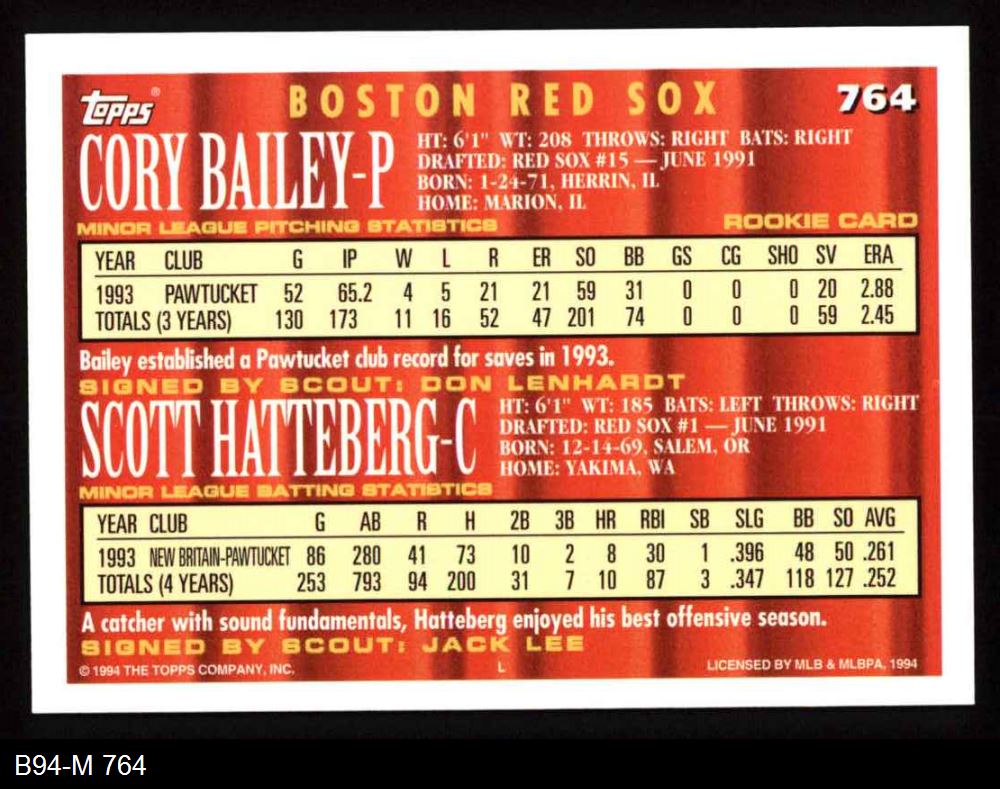 topps® BOSTON RED SOX 764
CORY BAILEY-P
HT: 6'1" WT: 208 THROWS: RIGHT BATS: RIGHT
DRAFTED: RED SOX #15 — JUNE 1991
BORN: 1-24-71, HERRIN, IL
HOME: MARION, IL
MINOR LEAGUE PITCHING STATISTICS ROOKIE CARD
YEAR CLUB G IP W L R ER SO BB GS CG SHO SV ERA
1993 PAWTUCKET 52 65.2 4 5 21 21 59 31 0 0 0 20 2.88
TOTALS (3 YEARS) 130 173 11 16 52 47 201 74 0 0 0 59 2.45
Bailey established a Pawtucket club record for saves in 1993.
SIGNED BY SCOUT: DON LENHARDT
SCOTT HATTEBERG-C
HT: 6'1" WT: 185 BATS: LEFT THROWS: RIGHT
DRAFTED: RED SOX #1 — JUNE 1991
BORN: 12-14-69, SALEM, OR
HOME: YAKIMA, WA
MINOR LEAGUE BATTING STATISTICS
YEAR CLUB G AB R H 2B 3B HR RBI SB SLG BB SO AVG
1993 NEW BRITAIN-PAWTUCKET 86 280 41 73 10 2 8 30 1 .396 48 50 .261
TOTALS (4 YEARS) 253 793 94 200 31 7 10 87 3 .347 118 127 .252
A catcher with sound fundamentals, Hatteberg enjoyed his best offensive season.
SIGNED BY SCOUT: JACK LEE
© 1994 THE TOPPS COMPANY, INC. L LICENSED BY MLB & MLBPA, 1994
B94-M 764